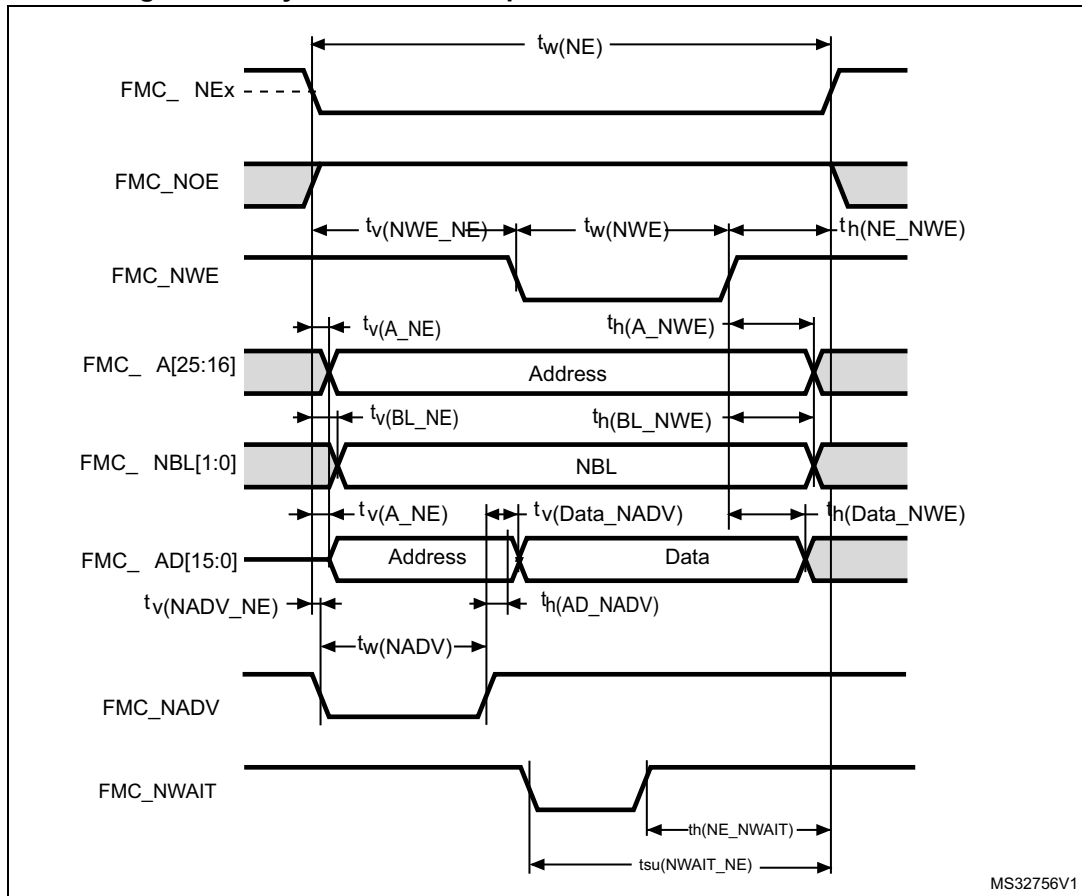 tw(NE)
FMC_ NEx
FMC_NOE
tv(NWE_NE) tw(NWE) th(NE_NWE)
FMC_NWE
tv(A_NE) th(A_NWE)
FMC_ A[25:16] Address
tv(BL_NE) th(BL_NWE)
FMC_ NBL[1:0] NBL
tv(A_NE) tv(Data_NADV) th(Data_NWE)
FMC_ AD[15:0] Address Data
tv(NADV_NE) th(AD_NADV)
tw(NADV)
FMC_NADV
FMC_NWAIT
th(NE_NWAIT)
tsu(NWAIT_NE)
MS32756V1